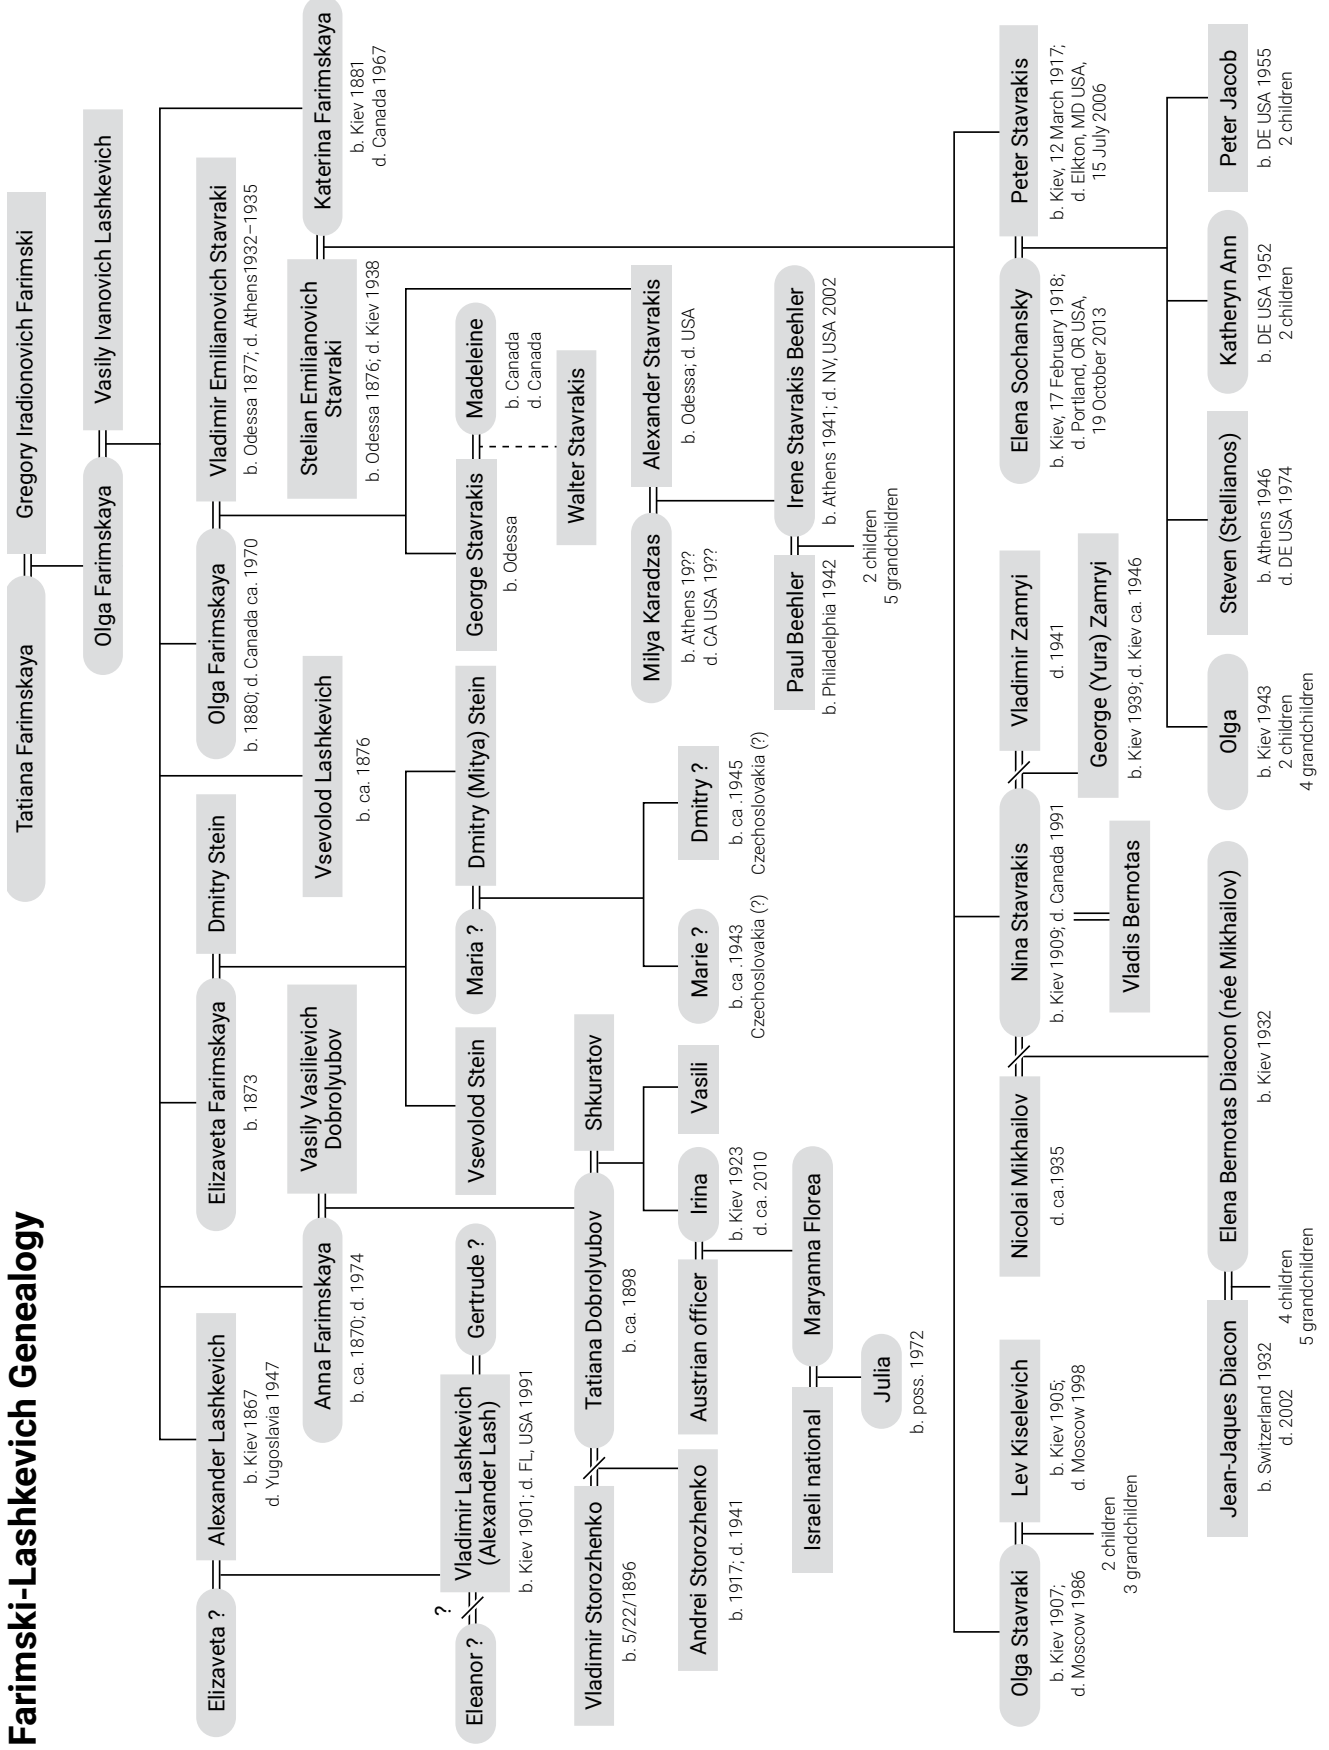 Farimski-Lashkevich Genealogy
Tatiana Farimskaya
Gregory Iradionovich Farimski
Olga Farimskaya
Vasily Ivanovich Lashkevich
Elizaveta ?
Alexander Lashkevich
b. Kiev 1867
d. Yugoslavia 1947
Elizaveta Farimskaya
b. 1873
Dmitry Stein
Olga Farimskaya
b. 1880; d. Canada ca. 1970
Vladimir Emilianovich Stavraki
b. Odessa 1877; d. Athens1932–1935
Anna Farimskaya
b. ca. 1870; d. 1974
Vasily Vasilievich
Dobrolyubov
Vsevolod Lashkevich
b. ca. 1876
Stelian Emilianovich
Stavraki
b. Odessa 1876; d. Kiev 1938
Katerina Farimskaya
b. Kiev 1881
d. Canada 1967
Eleanor ?
?
Vladimir Lashkevich
(Alexander Lash)
b. Kiev 1901; d. FL, USA 1991
Gertrude ?
Vsevolod Stein
Maria ?
Dmitry (Mitya) Stein
George Stavrakis
b. Odessa
Madeleine
b. Canada
d. Canada
Walter Stavrakis
Vladimir Storozhenko
b. 5/22/1896
Tatiana Dobrolyubov
b. ca. 1898
Shkuratov
Milya Karadzas
b. Athens 19??
d. CA USA 19??
Alexander Stavrakis
b. Odessa; d. USA
Andrei Storozhenko
b. 1917; d. 1941
Austrian officer
Irina
b. Kiev 1923
d. ca. 2010
Vasili
Marie ?
b. ca .1943
Czechoslovakia (?)
Dmitry ?
b. ca .1945
Czechoslovakia (?)
Israeli national
Maryanna Florea
Paul Beehler
b. Philadelphia 1942
Irene Stavrakis Beehler
b. Athens 1941; d. NV, USA 2002
2 children
5 grandchildren
Julia
b. poss. 1972
Olga Stavraki
b. Kiev 1907;
d. Moscow 1986
Lev Kiselevich
b. Kiev 1905;
d. Moscow 1998
2 children
3 grandchildren
Nicolai Mikhailov
d. ca.1935
Nina Stavrakis
b. Kiev 1909; d. Canada 1991
Vladimir Zamryi
d. 1941
Elena Sochansky
b. Kiev, 17 February 1918;
d. Portland, OR USA,
19 October 2013
Peter Stavrakis
b. Kiev, 12 March 1917;
d. Elkton, MD USA,
15 July 2006
Vladis Bernotas
George (Yura) Zamryi
b. Kiev 1939; d. Kiev ca. 1946
Jean-Jaques Diacon
b. Switzerland 1932
d. 2002
Elena Bernotas Diacon (née Mikhailov)
b. Kiev 1932
4 children
5 grandchildren
Olga
b. Kiev 1943
2 children
4 grandchildren
Steven (Stellianos)
b. Athens 1946
d. DE USA 1974
Katheryn Ann
b. DE USA 1952
2 children
Peter Jacob
b. DE USA 1955
2 children